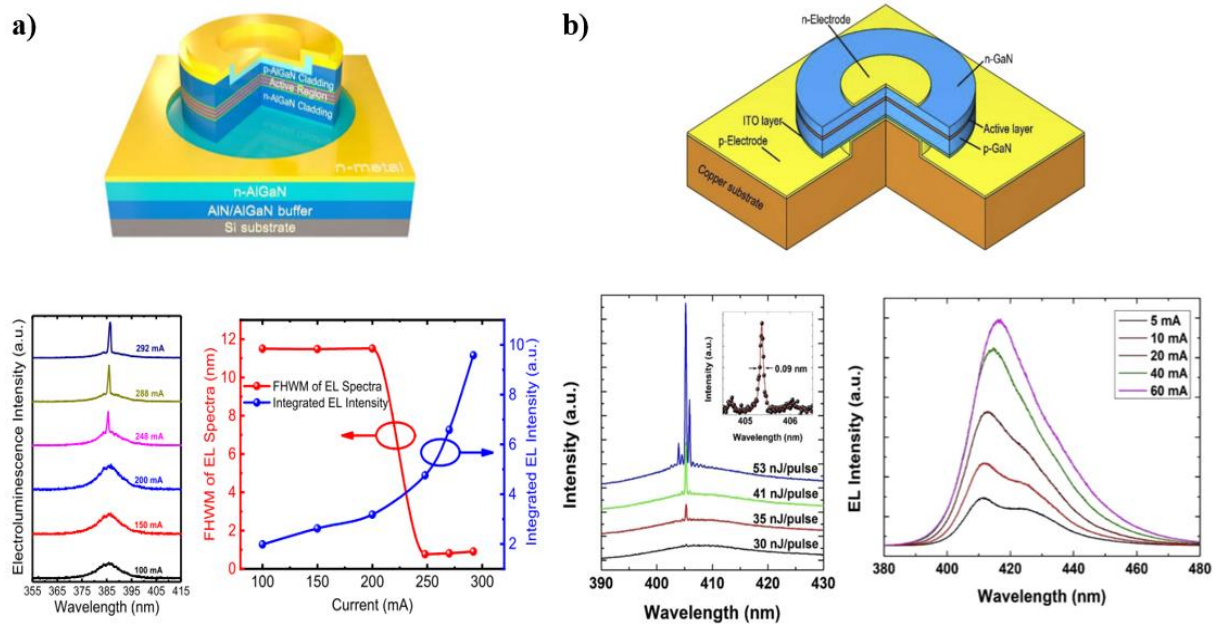 a)
p-AlGaN Cladding
Active Region
n-AlGaN Cladding
n-metal
n-AlGaN
AlN/AlGaN buffer
Si substrate
b)
n-Electrode
n-GaN
ITO layer
p-Electrode
Active layer
p-GaN
Copper substrate
Electroluminescence Intensity (a.u.)
292 mA
288 mA
248 mA
200 mA
150 mA
100 mA
355 365 375 385 395 405 415
Wavelength (nm)
FHWM of EL Spectra (nm)
12
11
10
9
8
7
6
5
4
3
2
1
0
FHWM of EL Spectra
Integrated EL Intensity
10
8
6
4
2
Integrated EL Intensity (a.u.)
100 150 200 250 300
Current (mA)
Intensity (a.u.)
Intensity (a.u.)
0.09 nm
405 406
Wavelength (nm)
53 nJ/pulse
41 nJ/pulse
35 nJ/pulse
30 nJ/pulse
390 400 410 420 430
Wavelength (nm)
EL Intensity (a.u.)
5 mA
10 mA
20 mA
40 mA
60 mA
380 400 420 440 460 480
Wavelength (nm)